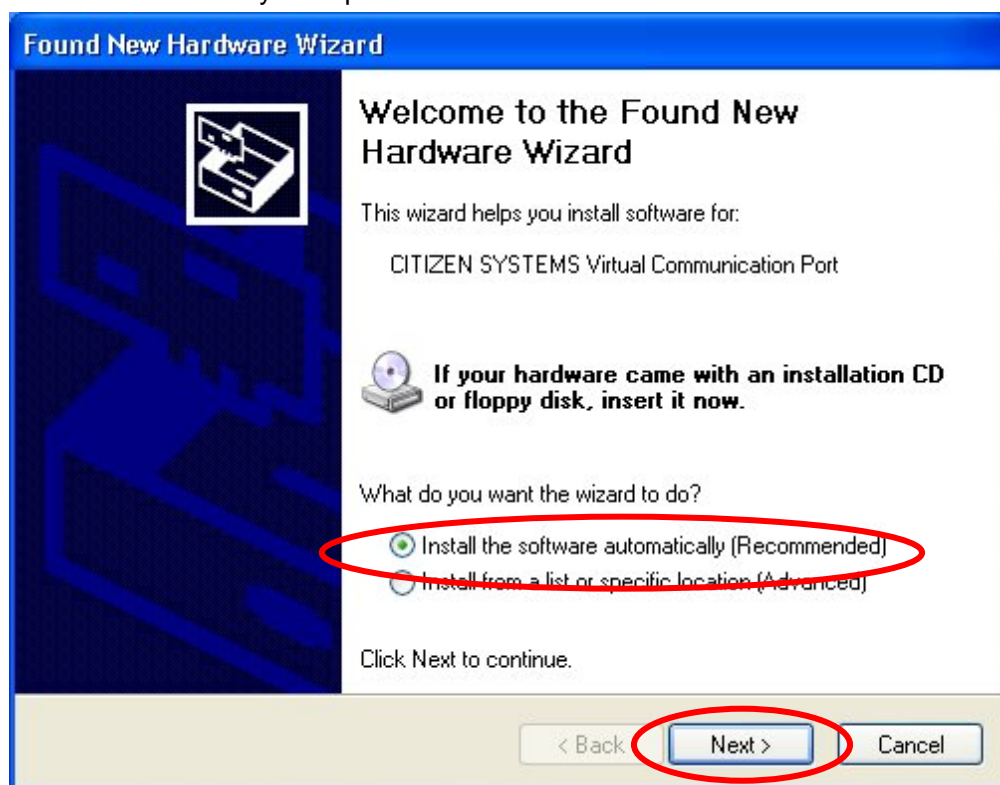 Found New Hardware Wizard
Welcome to the Found New
Hardware Wizard
This wizard helps you install software for:
CITIZEN SYSTEMS Virtual Communication Port
If your hardware came with an installation CD
or floppy disk, insert it now.
What do you want the wizard to do?
Install the software automatically (Recommended)
Install from a list or specific location (Advanced)
Click Next to continue.
< Back
Next >
Cancel